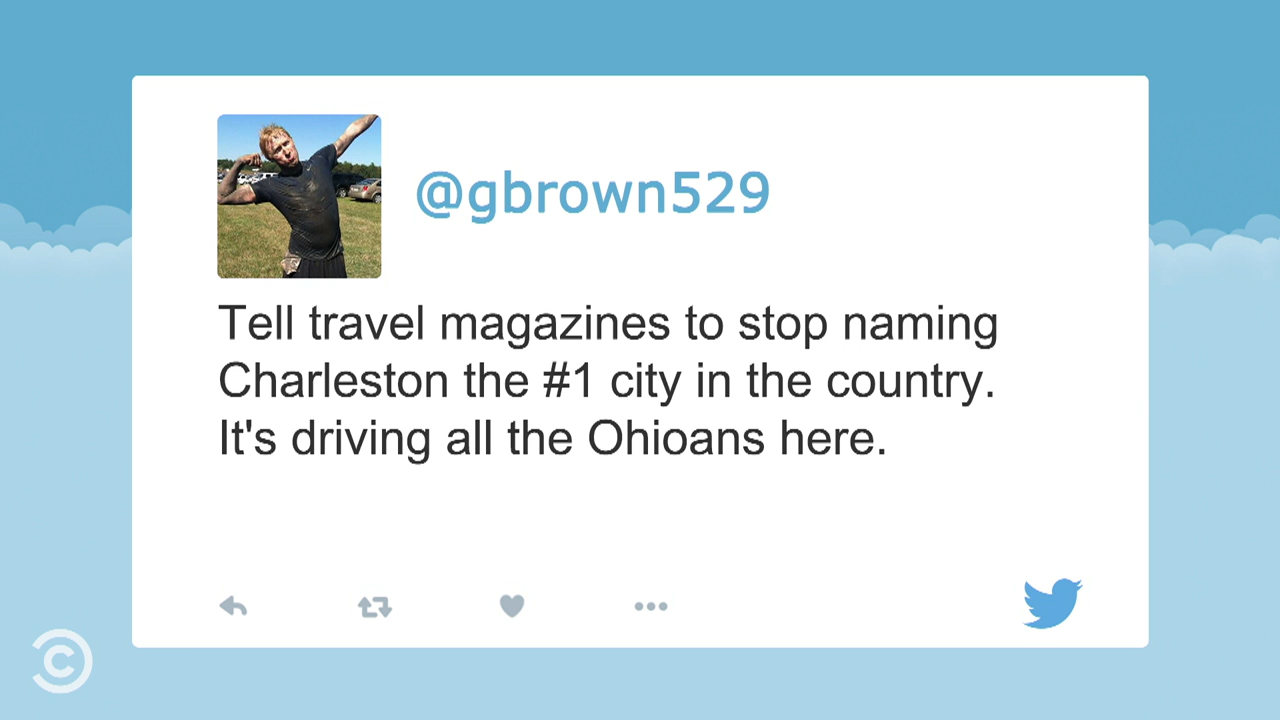 @gbrown529
Tell travel magazines to stop naming
Charleston the #1 city in the country.
It's driving all the Ohioans here.